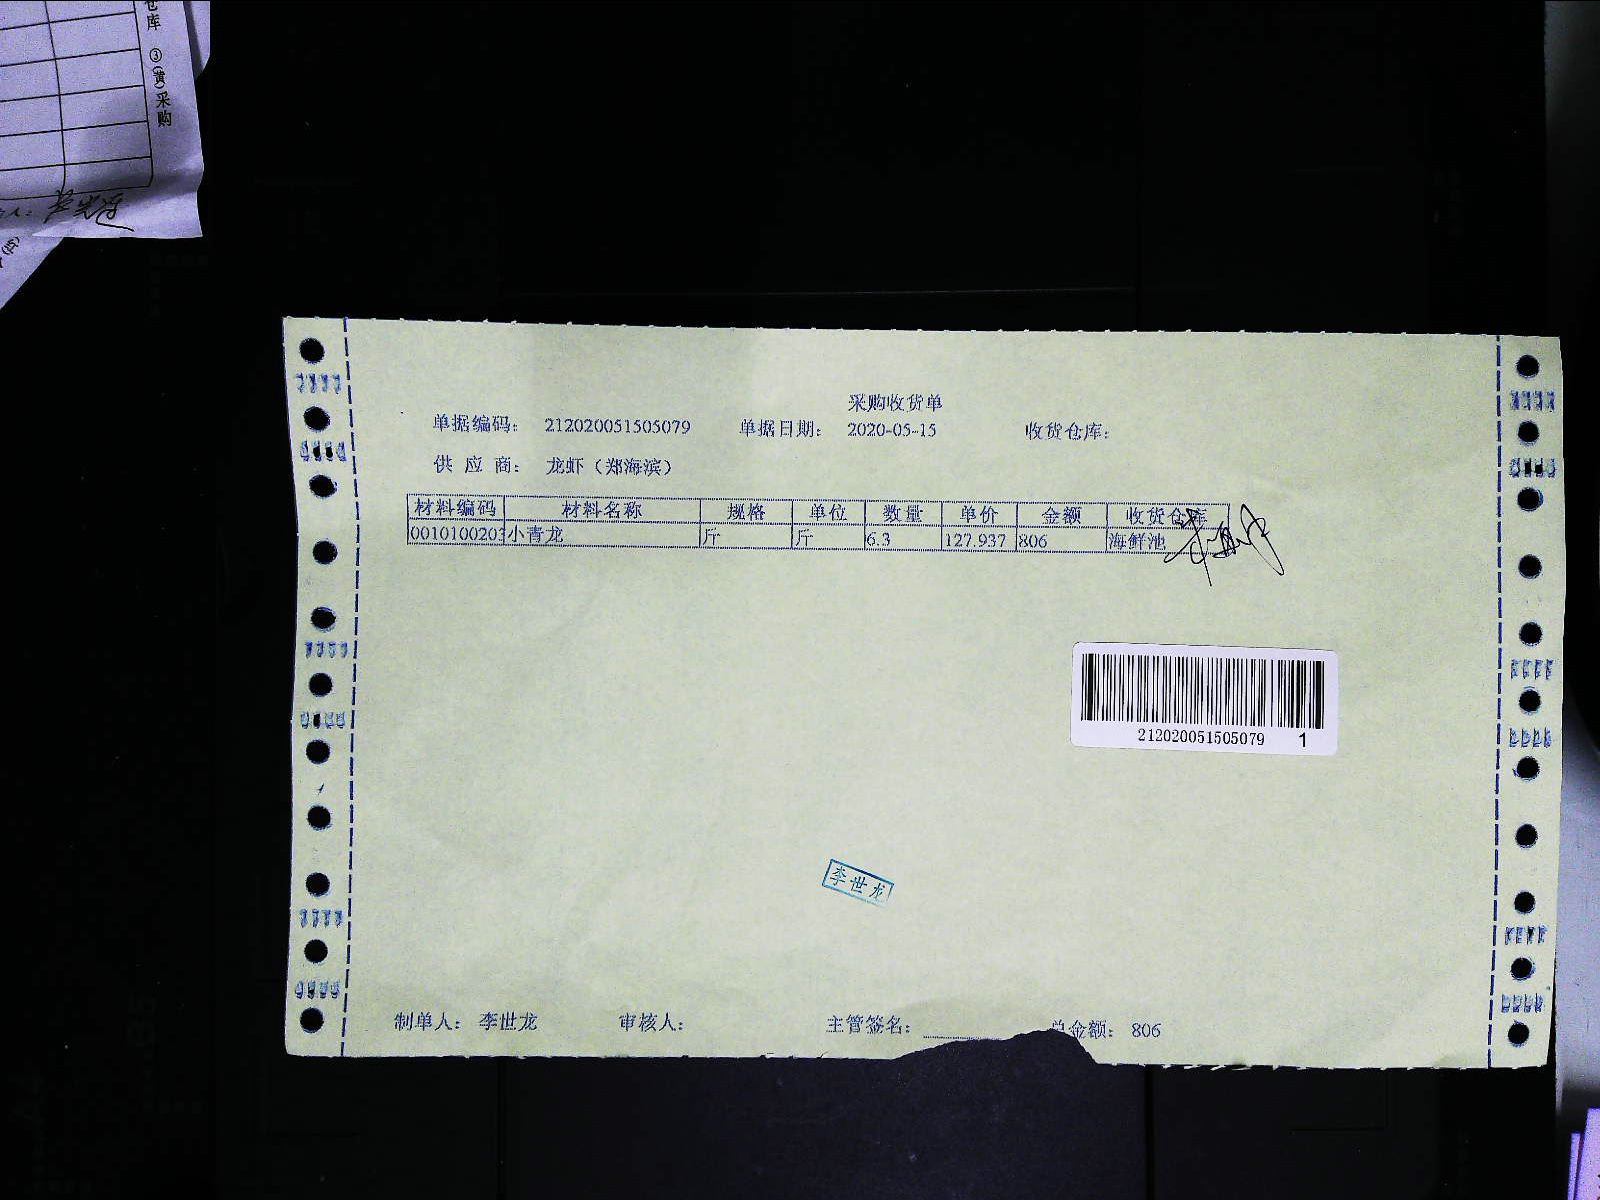 仓库 ③(黄)采购
采购收货单
单据编码： 212020051505079 单据日期： 2020-05-15 收货仓库：
供 应 商： 龙虾（郑海滨）
材料编码 材料名称 规格 单位 数量 单价 金额 收货仓库
0010100203 小青龙 斤 斤 6.3 127.937 806 海鲜池
212020051505079 1
李世龙
制单人： 李世龙 审核人： 主管签名： 总金额： 806